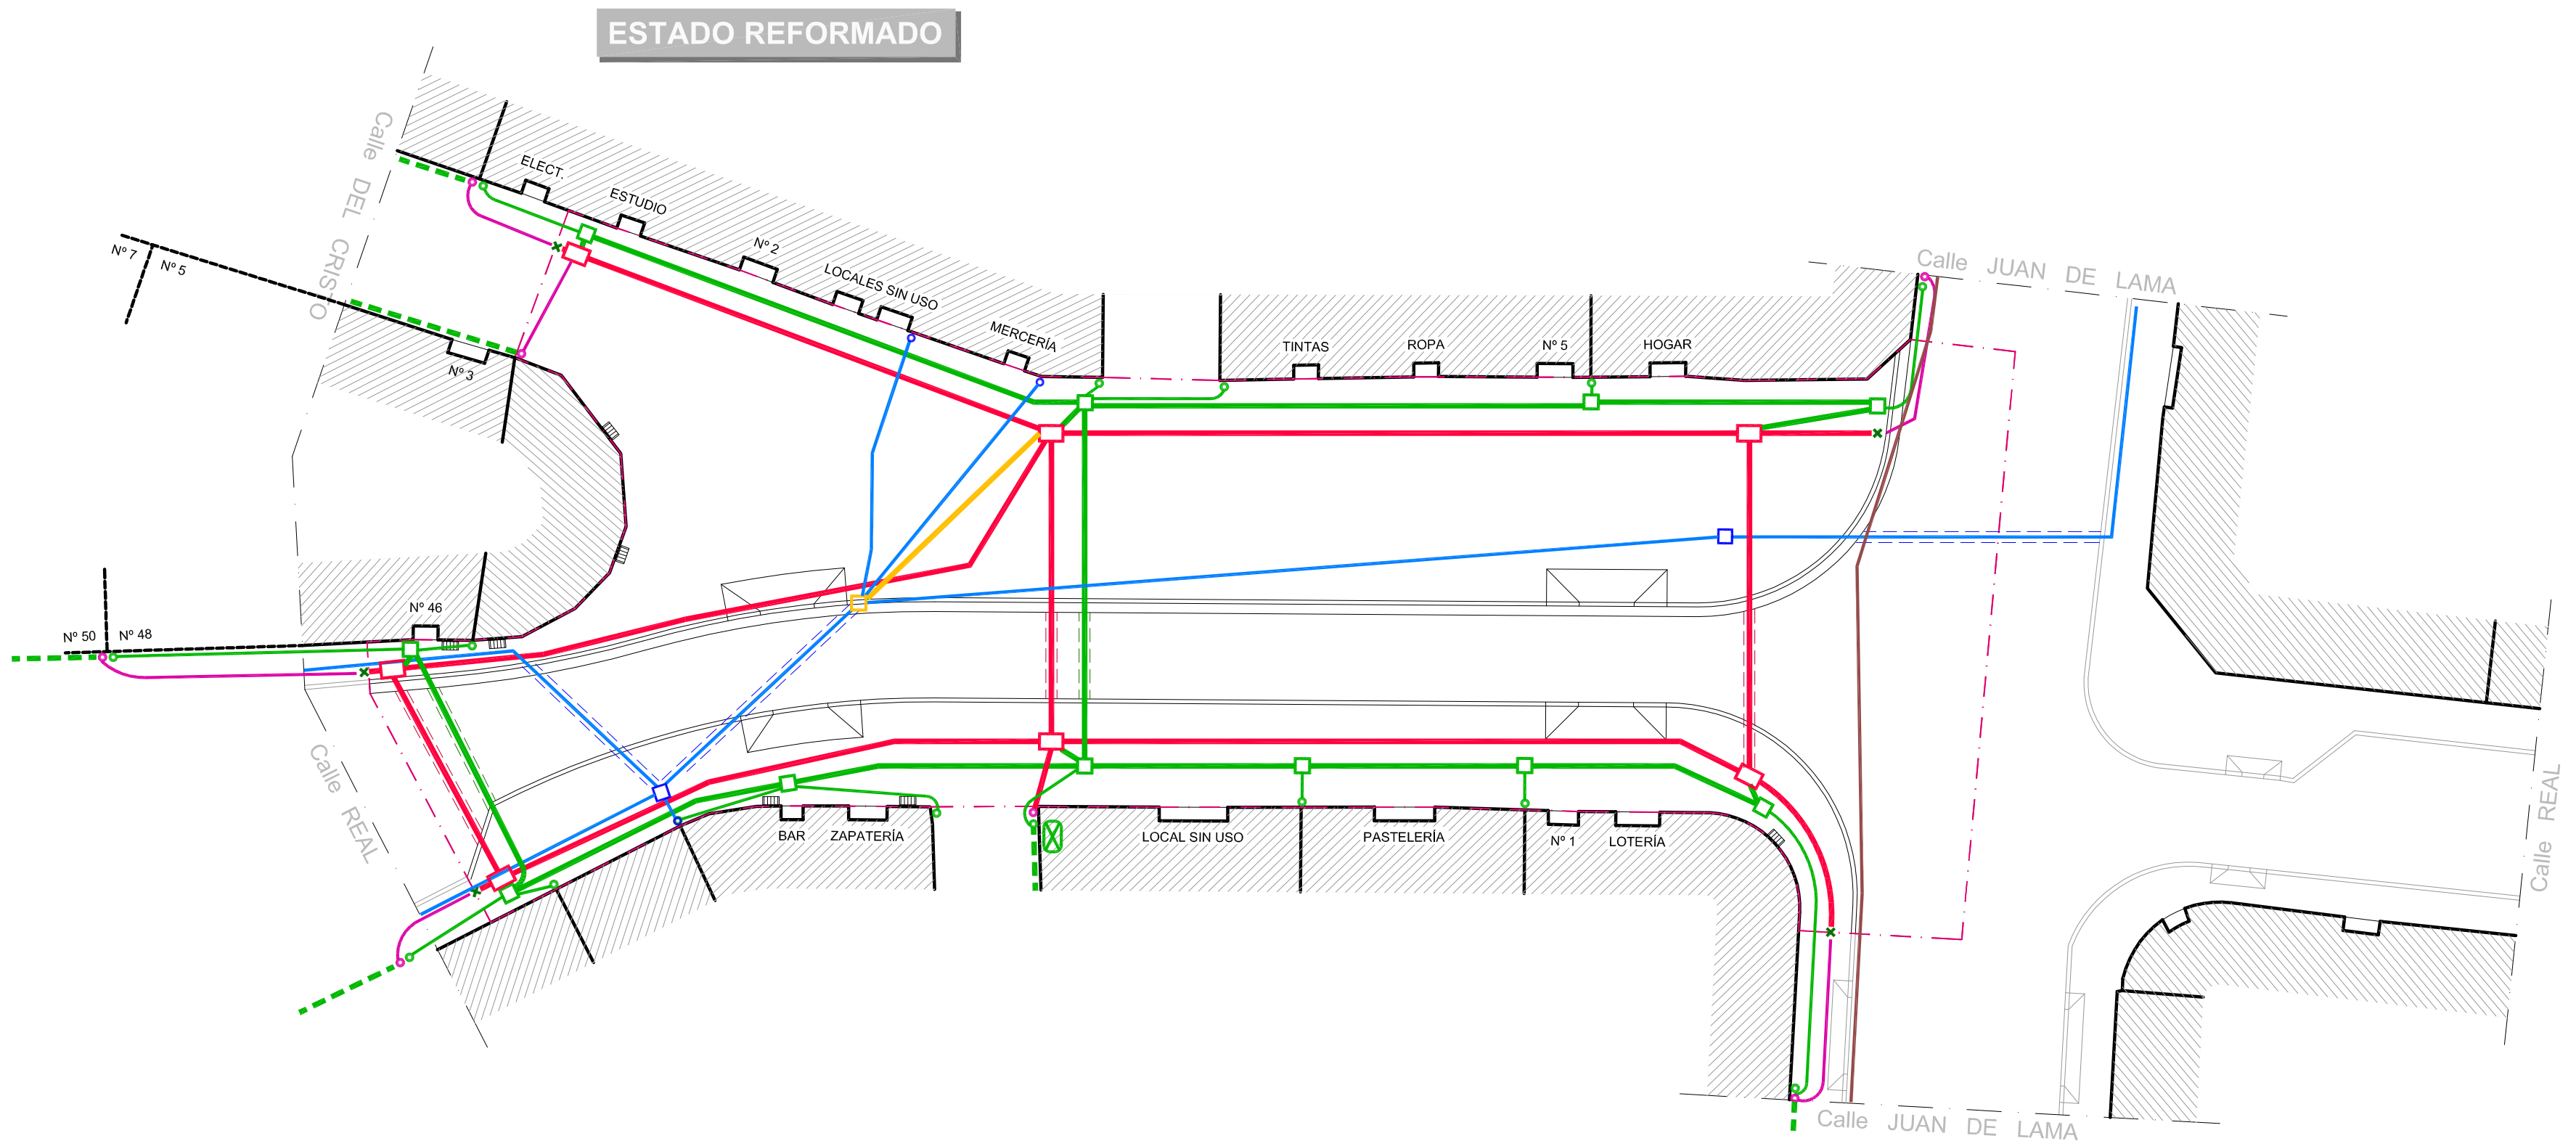 ESTADO REFORMADO
Calle DEL CRISTO
ELECT.
ESTUDIO
Nº 2
LOCALES SIN USO
MERCERÍA
Nº 7
Nº 5
Nº 3
TINTAS
ROPA
Nº 5
HOGAR
Calle JUAN DE LAMA
Nº 46
Nº 50
Nº 48
Calle REAL
BAR
ZAPATERÍA
LOCAL SIN USO
PASTELERÍA
Nº 1
LOTERÍA
Calle REAL
Calle JUAN DE LAMA